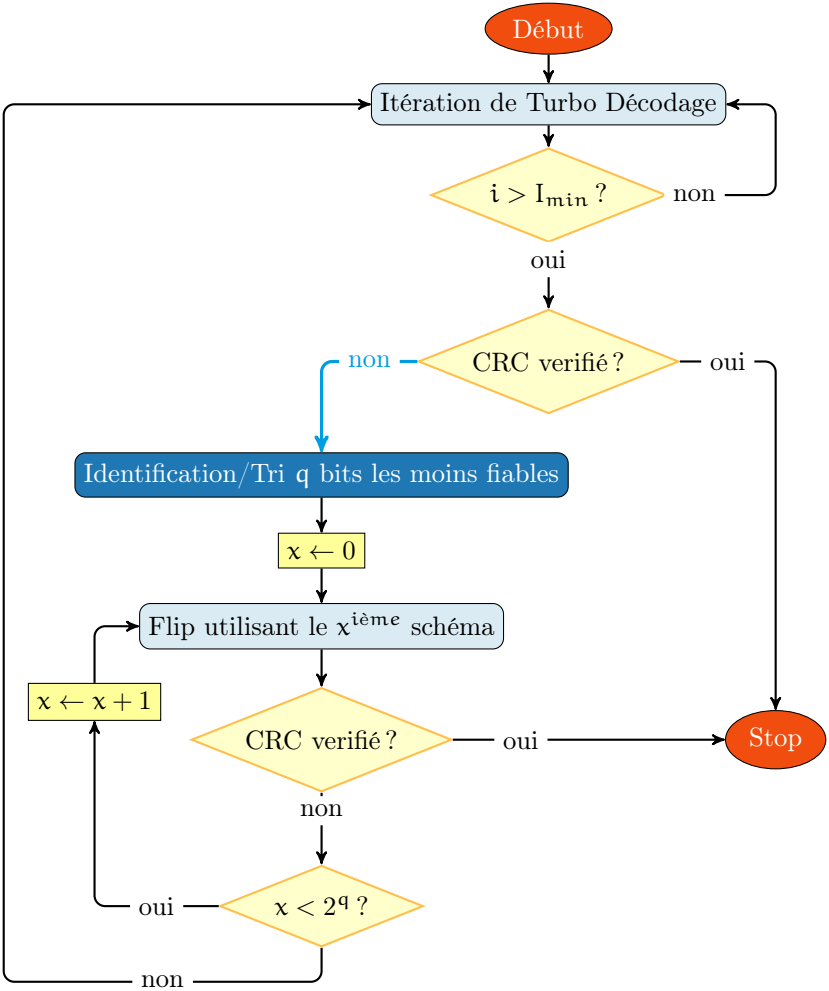 Début
Itération de Turbo Décodage
i > I_min ?
non
oui
CRC verifié ?
non
oui
Identification/Tri q bits les moins fiables
x ← 0
Flip utilisant le x^ième schéma
x ← x + 1
CRC verifié ?
oui
Stop
non
x < 2^q ?
oui
non